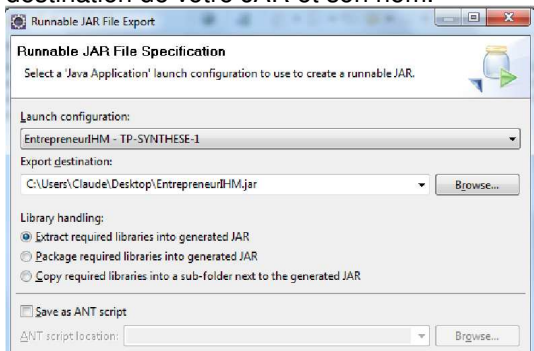 destination de votre JAR et son nom.
Runnable JAR File Export
Runnable JAR File Specification
Select a 'Java Application' launch configuration to use to create a runnable JAR.
Launch configuration:
EntrepreneurIHM - TP-SYNTHESE-1
Export destination:
C:\Users\Claude\Desktop\EntrepreneurIHM.jar Browse...
Library handling:
Extract required libraries into generated JAR
Package required libraries into generated JAR
Copy required libraries into a sub-folder next to the generated JAR
Save as ANT script
ANT script location: Browse...